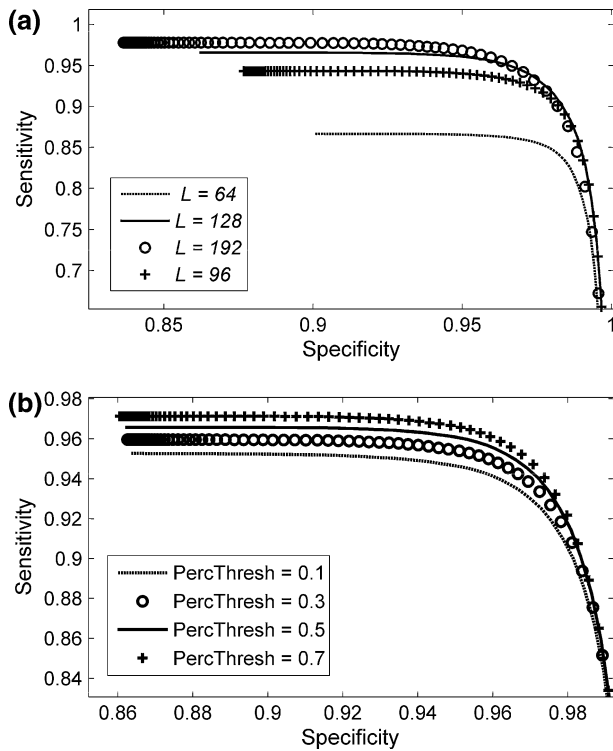 (a)
1
0.95
0.9
0.85
0.8
0.75
0.7
Sensitivity
L = 64
L = 128
L = 192
L = 96
0.85
0.9
0.95
1
Specificity
(b)
0.98
0.96
0.94
0.92
0.9
0.88
0.86
0.84
Sensitivity
PercThresh = 0.1
PercThresh = 0.3
PercThresh = 0.5
PercThresh = 0.7
0.86
0.88
0.9
0.92
0.94
0.96
0.98
Specificity